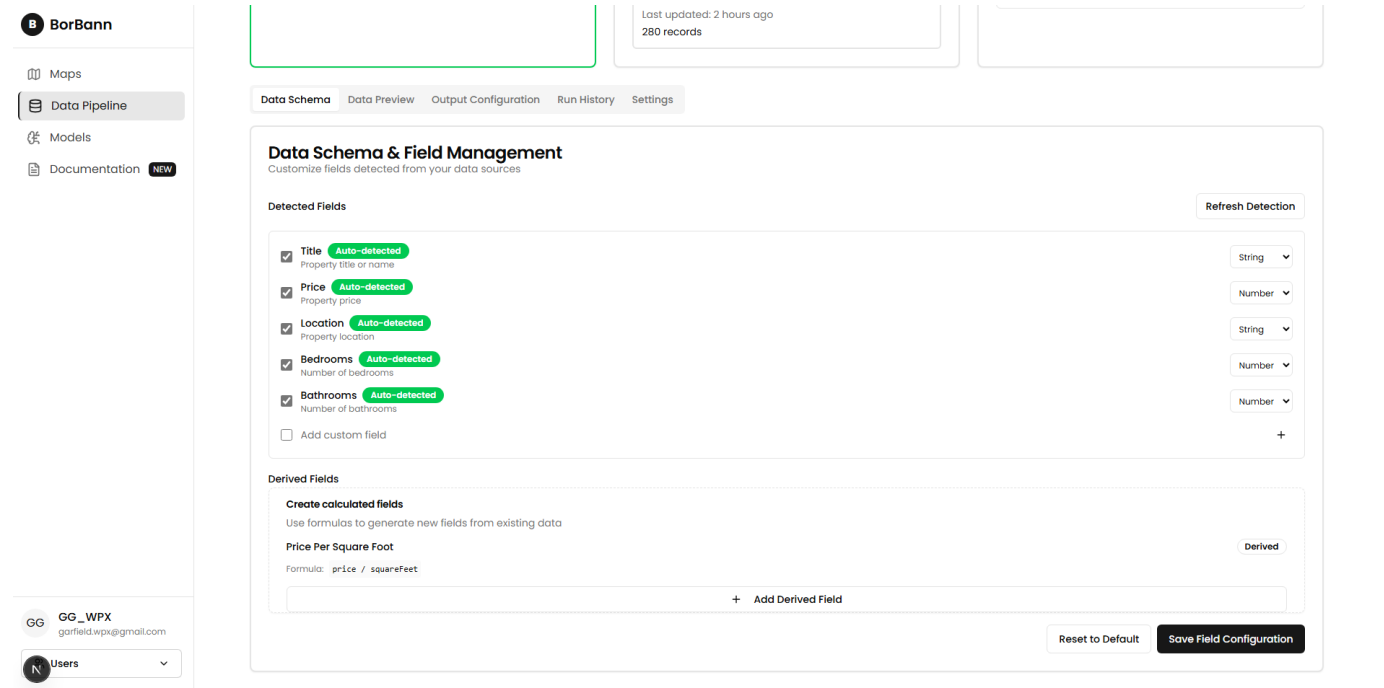 B BorBann
Maps
Data Pipeline
Models
Documentation NEW
GG GG_WPX
garfield.wpx@gmail.com
N Users
Last updated: 2 hours ago
280 records
Data Schema Data Preview Output Configuration Run History Settings
Data Schema & Field Management
Customize fields detected from your data sources
Detected Fields Refresh Detection
Title Auto-detected String
Property title or name
Price Auto-detected Number
Property price
Location Auto-detected String
Property location
Bedrooms Auto-detected Number
Number of bedrooms
Bathrooms Auto-detected Number
Number of bathrooms
Add custom field +
Derived Fields
Create calculated fields
Use formulas to generate new fields from existing data
Price Per Square Foot Derived
Formula: price / squareFeet
+ Add Derived Field
Reset to Default Save Field Configuration